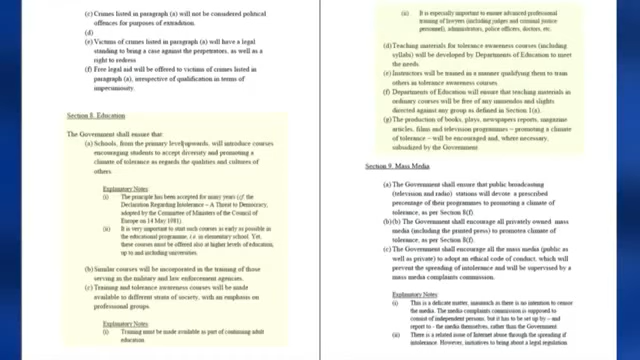 (c) Crimes listed in paragraph (a) will not be considered political
offences for purposes of extradition.
(d)
(e) Victims of crimes listed in paragraph (a) will have a legal
standing to bring a case against the perpetrators, as well as a
right to redress
(f) Free legal aid will be offered to victims of crimes listed in
paragraph (a), irrespective of qualification in terms of
impecuniosity.
Section 8. Education
The Government shall ensure that:
(a) Schools, from the primary level upwards, will introduce courses
encouraging students to accept diversity and promoting a
climate of tolerance as regards the qualities and cultures of
others.
Explanatory Notes:
(i) The principle has been accepted for many years (cf. the
Declaration Regarding Intolerance – A Threat to Democracy,
adopted by the Committee of Ministers of the Council of
Europe on 14 May 1981).
(ii) It is very important to start such courses as early as possible in
the educational programme, i.e. in elementary school. Yet,
these courses must be offered also at higher levels of education,
up to and including universities.
(b) Similar courses will be incorporated in the training of those
serving in the military and law enforcement agencies.
(c) Training and tolerance awareness courses will be made
available to different strata of society, with an emphasis on
professional groups.
Explanatory Notes:
(i) Training must be made available as part of continuing adult
education.
(ii) It is especially important to ensure advanced professional
training of lawyers (including judges and criminal justice
personnel), administrators, police officers, doctors, etc.
(d) Teaching materials for tolerance awareness courses (including
syllabi) will be developed by Departments of Education to meet
the needs.
(e) Instructors will be trained in a manner qualifying them to train
others in tolerance awareness courses.
(f) Departments of Education will ensure that teaching materials in
ordinary courses will be free of any innuendos and slights
directed against any group as defined in Section 1(a).
(g) The production of books, plays, newspapers reports, magazine
articles, films and television programmes – promoting a climate of
tolerance – will be encouraged and, where necessary,
subsidized by the Government.
Section 9. Mass Media
(a) The Government shall ensure that public broadcasting
(television and radio) stations will devote a prescribed
percentage of their programmes to promoting a climate of
tolerance, as per Section 8(f).
(b)(b) The Government shall encourage all privately owned mass
media (including the printed press) to promote a climate of
tolerance, as per Section 8(f).
(c) The Government shall encourage all the mass media (public as
well as private) to adopt an ethical code of conduct, which
will prevent the spreading of intolerance and will be supervised by a
mass media complaints commission.
Explanatory Notes:
(i) This is a delicate matter, inasmuch as there is no intention to censor
the media. The media complaints commission is supposed to
consist of independent persons, but it has to be set up by – and
report to - the media themselves, rather than the Government
(ii) There is a related issue of Internet abuse through the spreading of
intolerance. However, initiatives to bring about a legal regulation,